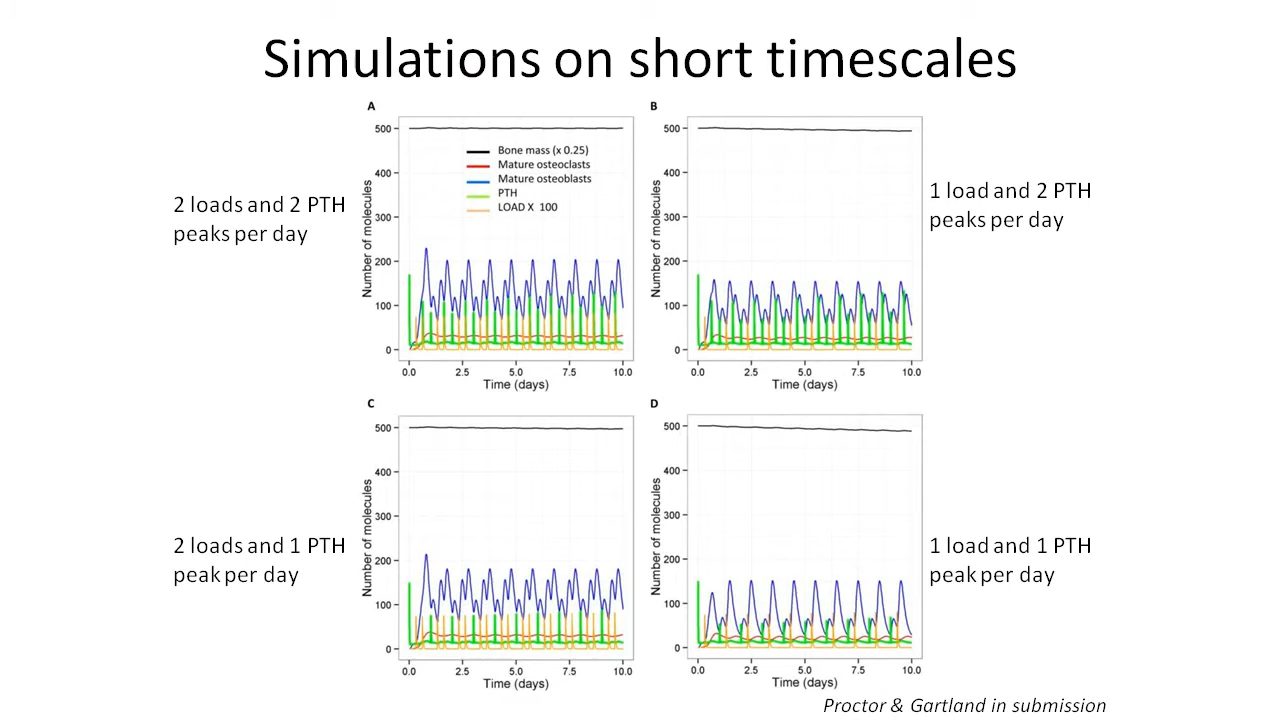 Simulations on short timescales
A
B
2 loads and 2 PTH
peaks per day
1 load and 2 PTH
peaks per day
Number of molecules
500
400
300
200
100
0
Bone mass (x 0.25)
Mature osteoclasts
Mature osteoblasts
PTH
LOAD X 100
0.0 2.5 5.0 7.5 10.0
Time (days)
Number of molecules
500
400
300
200
100
0
0.0 2.5 5.0 7.5 10.0
Time (days)
C
D
2 loads and 1 PTH
peak per day
1 load and 1 PTH
peak per day
Number of molecules
500
400
300
200
100
0
0.0 2.5 5.0 7.5 10.0
Time (days)
Number of molecules
500
400
300
200
100
0
0.0 2.5 5.0 7.5 10.0
Time (days)
Proctor & Gartland in submission